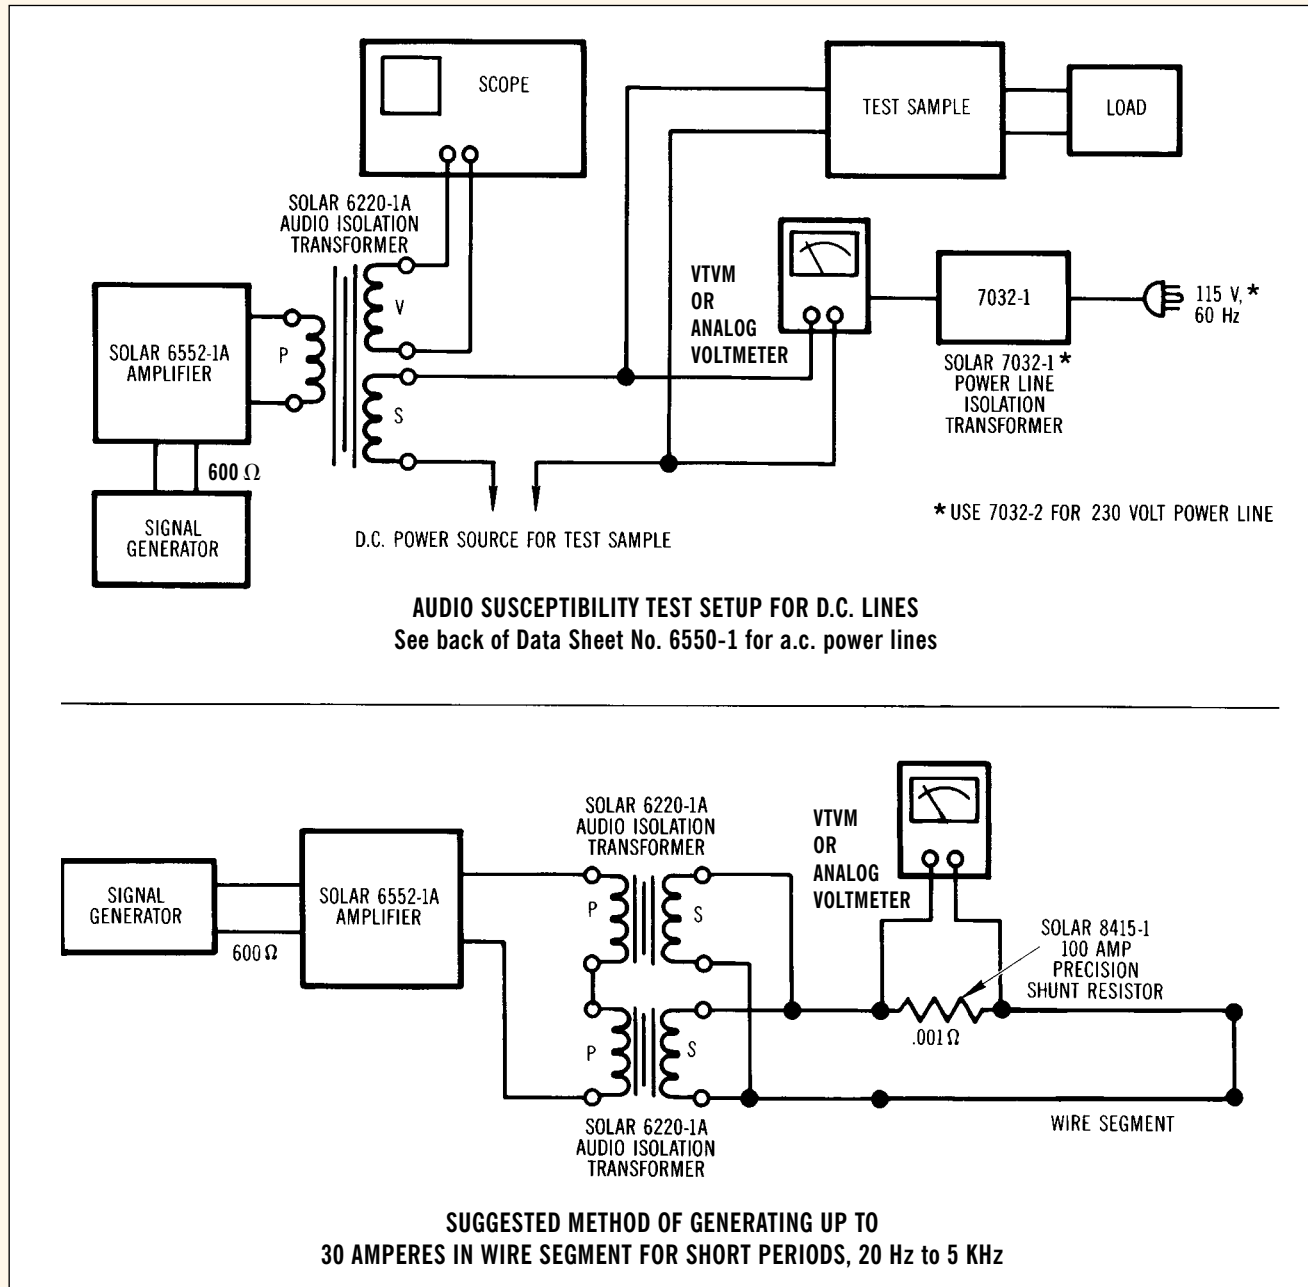 SCOPE
TEST SAMPLE
LOAD
SOLAR 6220-1A
AUDIO ISOLATION
TRANSFORMER
V
P
S
SOLAR 6552-1A
AMPLIFIER
600 Ω
SIGNAL
GENERATOR
VTVM
OR
ANALOG
VOLTMETER
7032-1
115 V, *
60 Hz
SOLAR 7032-1 *
POWER LINE
ISOLATION
TRANSFORMER
D.C. POWER SOURCE FOR TEST SAMPLE
* USE 7032-2 FOR 230 VOLT POWER LINE
AUDIO SUSCEPTIBILITY TEST SETUP FOR D.C. LINES
See back of Data Sheet No. 6550-1 for a.c. power lines
SIGNAL
GENERATOR
600 Ω
SOLAR 6552-1A
AMPLIFIER
SOLAR 6220-1A
AUDIO ISOLATION
TRANSFORMER
P
S
P
S
SOLAR 6220-1A
AUDIO ISOLATION
TRANSFORMER
VTVM
OR
ANALOG
VOLTMETER
SOLAR 8415-1
100 AMP
PRECISION
SHUNT RESISTOR
.001 Ω
WIRE SEGMENT
SUGGESTED METHOD OF GENERATING UP TO
30 AMPERES IN WIRE SEGMENT FOR SHORT PERIODS, 20 Hz to 5 KHz